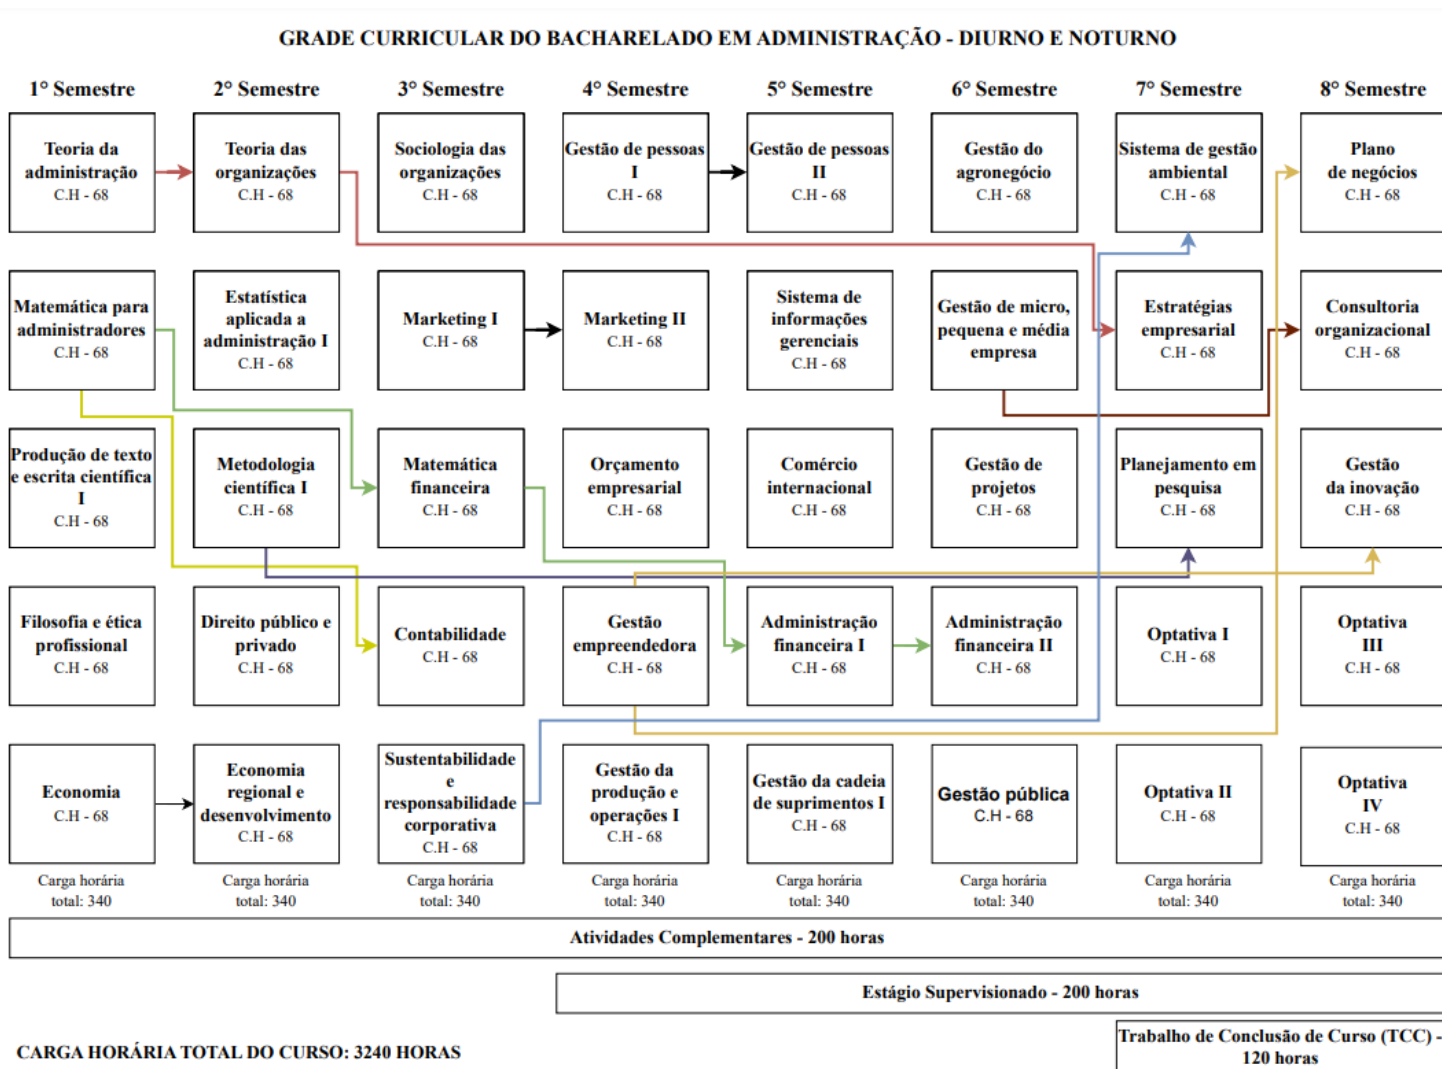 GRADE CURRICULAR DO BACHARELADO EM ADMINISTRAÇÃO - DIURNO E NOTURNO
1° Semestre
2° Semestre
3° Semestre
4° Semestre
5° Semestre
6° Semestre
7° Semestre
8° Semestre
Teoria da
administração
C.H - 68
Teoria das
organizações
C.H - 68
Sociologia das
organizações
C.H - 68
Gestão de pessoas
I
C.H - 68
Gestão de pessoas
II
C.H - 68
Gestão do
agronegócio
C.H - 68
Sistema de gestão
ambiental
C.H - 68
Plano
de negócios
C.H - 68
Matemática para
administradores
C.H - 68
Estatística
aplicada a
administração I
C.H - 68
Marketing I
C.H - 68
Marketing II
C.H - 68
Sistema de
informações
gerenciais
C.H - 68
Gestão de micro,
pequena e média
empresa
C.H - 68
Estratégias
empresarial
C.H - 68
Consultoria
organizacional
C.H - 68
Produção de texto
e escrita científica
I
C.H - 68
Metodologia
científica I
C.H - 68
Matemática
financeira
C.H - 68
Orçamento
empresarial
C.H - 68
Comércio
internacional
C.H - 68
Gestão de
projetos
C.H - 68
Planejamento em
pesquisa
C.H - 68
Gestão
da inovação
C.H - 68
Filosofia e ética
profissional
C.H - 68
Direito público e
privado
C.H - 68
Contabilidade
C.H - 68
Gestão
empreendedora
C.H - 68
Administração
financeira I
C.H - 68
Administração
financeira II
C.H - 68
Optativa I
C.H - 68
Optativa
III
C.H - 68
Economia
C.H - 68
Economia
regional e
desenvolvimento
C.H - 68
Sustentabilidade
e
responsabilidade
corporativa
C.H - 68
Gestão da
produção e
operações I
C.H - 68
Gestão da cadeia
de suprimentos I
C.H - 68
Gestão pública
C.H - 68
Optativa II
C.H - 68
Optativa
IV
C.H - 68
Carga horária
total: 340
Carga horária
total: 340
Carga horária
total: 340
Carga horária
total: 340
Carga horária
total: 340
Carga horária
total: 340
Carga horária
total: 340
Carga horária
total: 340
Atividades Complementares - 200 horas
Estágio Supervisionado - 200 horas
Trabalho de Conclusão de Curso (TCC) -
120 horas
CARGA HORÁRIA TOTAL DO CURSO: 3240 HORAS